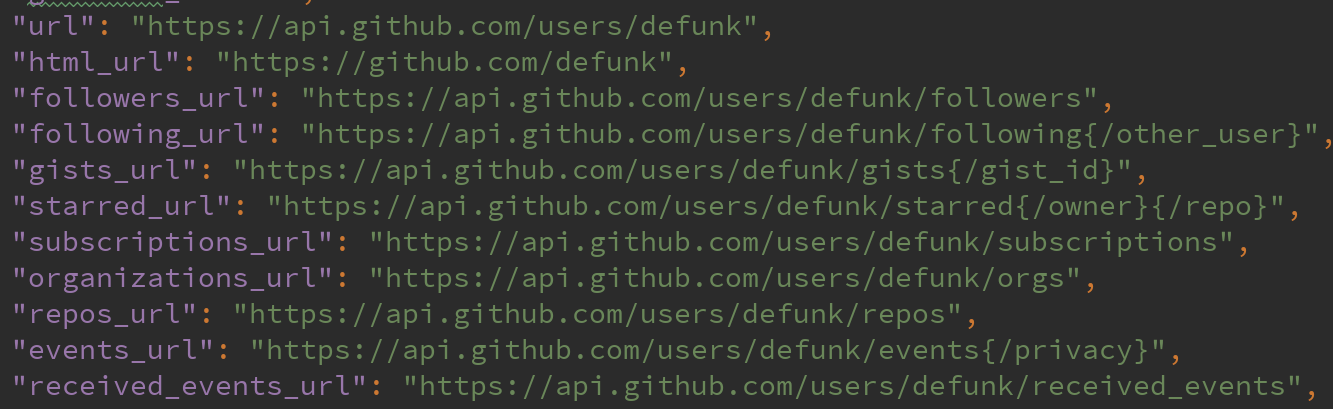 "url": "https://api.github.com/users/defunk",
"html_url": "https://github.com/defunk",
"followers_url": "https://api.github.com/users/defunk/followers",
"following_url": "https://api.github.com/users/defunk/following{/other_user}",
"gists_url": "https://api.github.com/users/defunk/gists{/gist_id}",
"starred_url": "https://api.github.com/users/defunk/starred{/owner}{/repo}",
"subscriptions_url": "https://api.github.com/users/defunk/subscriptions",
"organizations_url": "https://api.github.com/users/defunk/orgs",
"repos_url": "https://api.github.com/users/defunk/repos",
"events_url": "https://api.github.com/users/defunk/events{/privacy}",
"received_events_url": "https://api.github.com/users/defunk/received_events",